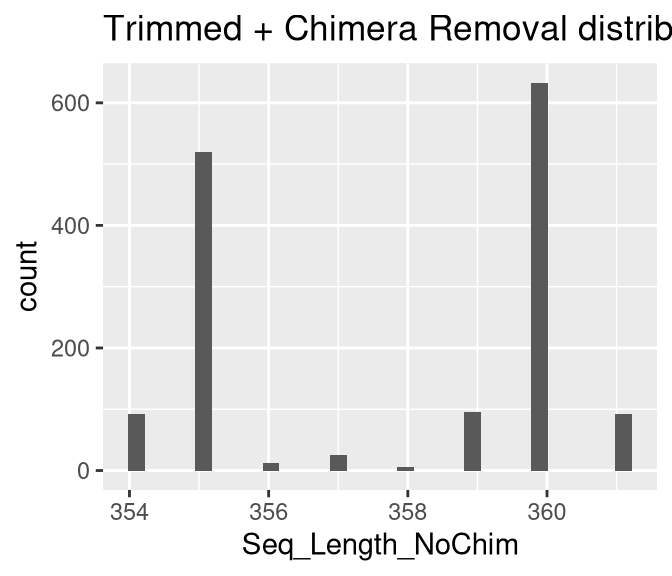 Trimmed + Chimera Removal distrib
600
400
200
0
count
354
356
358
360
Seq_Length_NoChim